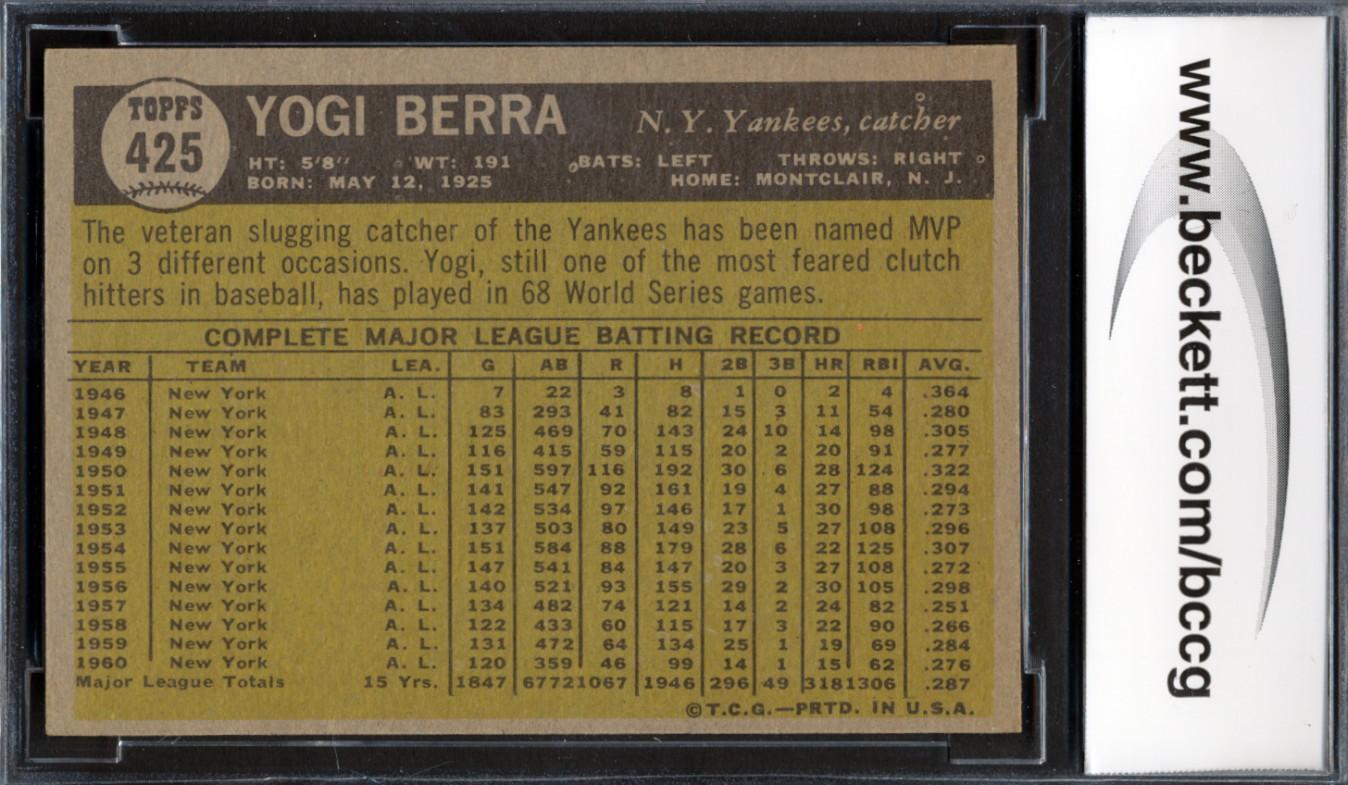 TOPPS
425
YOGI BERRA
N. Y. Yankees, catcher
HT: 5'8" WT: 191 BATS: LEFT THROWS: RIGHT
BORN: MAY 12, 1925 HOME: MONTCLAIR, N. J.
The veteran slugging catcher of the Yankees has been named MVP
on 3 different occasions. Yogi, still one of the most feared clutch
hitters in baseball, has played in 68 World Series games.
COMPLETE MAJOR LEAGUE BATTING RECORD
YEAR TEAM LEA. G AB R H 2B 3B HR RBI AVG.
1946 New York A. L. 7 22 3 8 1 0 2 4 .364
1947 New York A. L. 83 293 41 82 15 3 11 54 .280
1948 New York A. L. 125 469 70 143 24 10 14 98 .305
1949 New York A. L. 116 415 59 115 20 2 20 91 .277
1950 New York A. L. 151 597 116 192 30 6 28 124 .322
1951 New York A. L. 141 547 92 161 19 4 27 88 .294
1952 New York A. L. 142 534 97 146 17 1 30 98 .273
1953 New York A. L. 137 503 80 149 23 5 27 108 .296
1954 New York A. L. 151 584 88 179 28 6 22 125 .307
1955 New York A. L. 147 541 84 147 20 3 27 108 .272
1956 New York A. L. 140 521 93 155 29 2 30 105 .298
1957 New York A. L. 134 482 74 121 14 2 24 82 .251
1958 New York A. L. 122 433 60 115 17 3 22 90 .266
1959 New York A. L. 131 472 64 134 25 1 19 69 .284
1960 New York A. L. 120 359 46 99 14 1 15 62 .276
Major League Totals 15 Yrs. 1847 6772 1067 1946 296 49 318 1306 .287
©T.C.G.—PRTD. IN U.S.A.
www.beckett.com/bccg